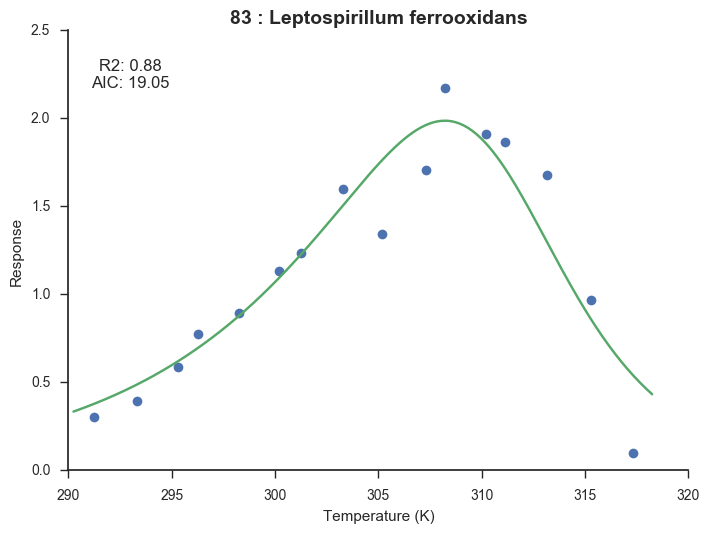 83 : Leptospirillum ferrooxidans
R2: 0.88
AIC: 19.05
2.5
2.0
1.5
1.0
0.5
0.0
Response
290 295 300 305 310 315 320
Temperature (K)